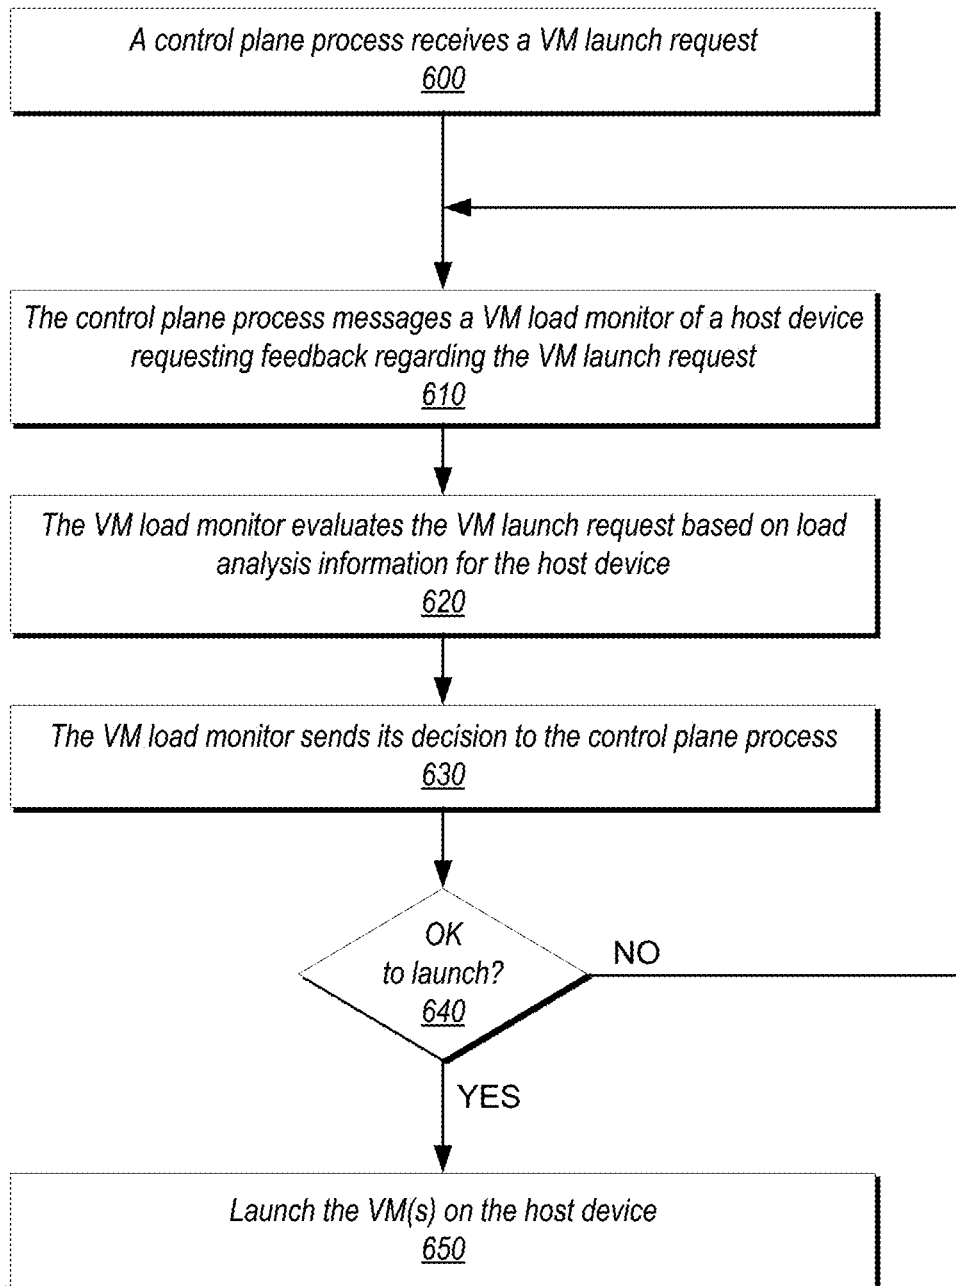 A control plane process receives a VM launch request
600
The control plane process messages a VM load monitor of a host device
requesting feedback regarding the VM launch request
610
The VM load monitor evaluates the VM launch request based on load
analysis information for the host device
620
The VM load monitor sends its decision to the control plane process
630
OK
to launch?
640
NO
YES
Launch the VM(s) on the host device
650